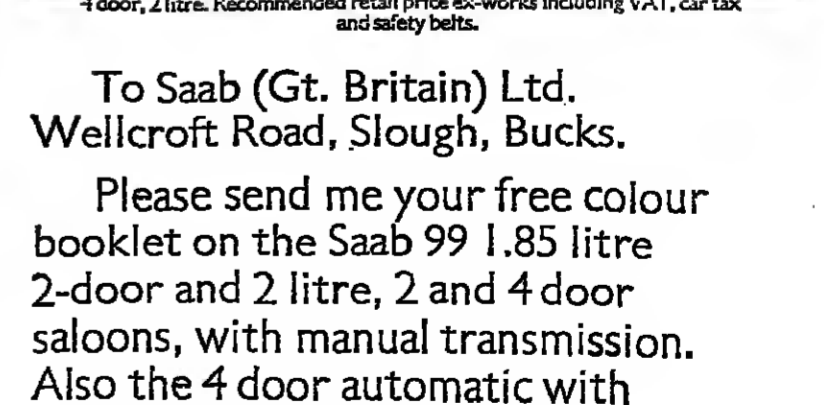 4 door, 2 litre. Recommended retail price ex-works including VAT, car tax
and safety belts.
To Saab (Gt. Britain) Ltd.
Wellcroft Road, Slough, Bucks.
Please send me your free colour
booklet on the Saab 99 1.85 litre
2-door and 2 litre, 2 and 4 door
saloons, with manual transmission.
Also the 4 door automatic with